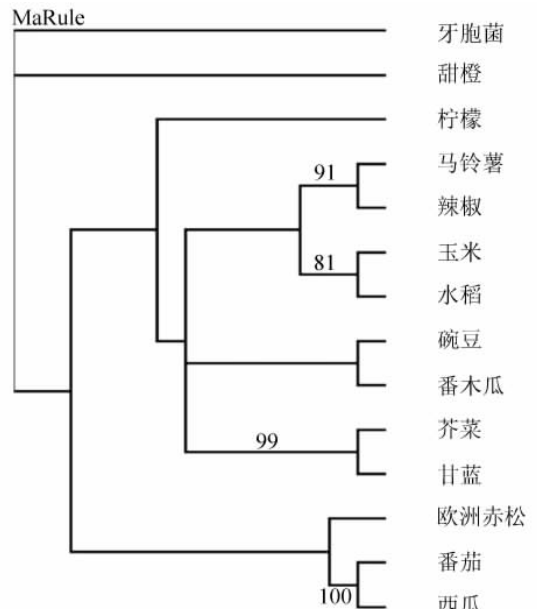 MaRule
牙胞菌
甜橙
柠檬
马铃薯
91
辣椒
玉米
81
水稻
碗豆
番木瓜
芥菜
99
甘蓝
欧洲赤松
番茄
100
西瓜